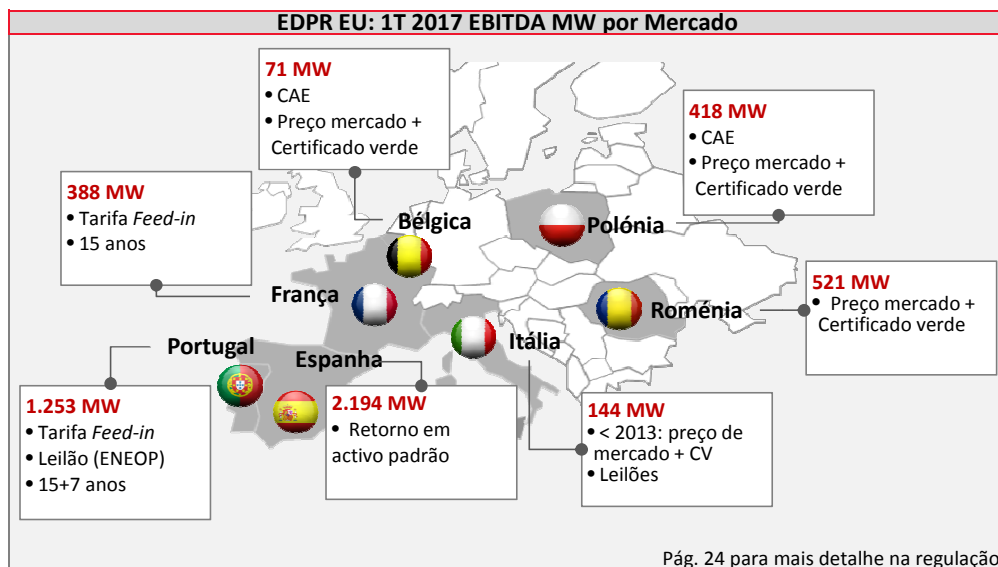 EDPR EU: 1T 2017 EBITDA MW por Mercado
71 MW
• CAE
• Preço mercado +
Certificado verde
418 MW
• CAE
• Preço mercado +
Certificado verde
388 MW
• Tarifa Feed-in
• 15 anos
Bélgica
Polónia
França
Roménia
521 MW
• Preço mercado +
Certificado verde
Itália
Portugal
Espanha
1.253 MW
• Tarifa Feed-in
• Leilão (ENEOP)
• 15+7 anos
2.194 MW
• Retorno em
activo padrão
144 MW
• < 2013: preço de
mercado + CV
• Leilões
Pág. 24 para mais detalhe na regulação